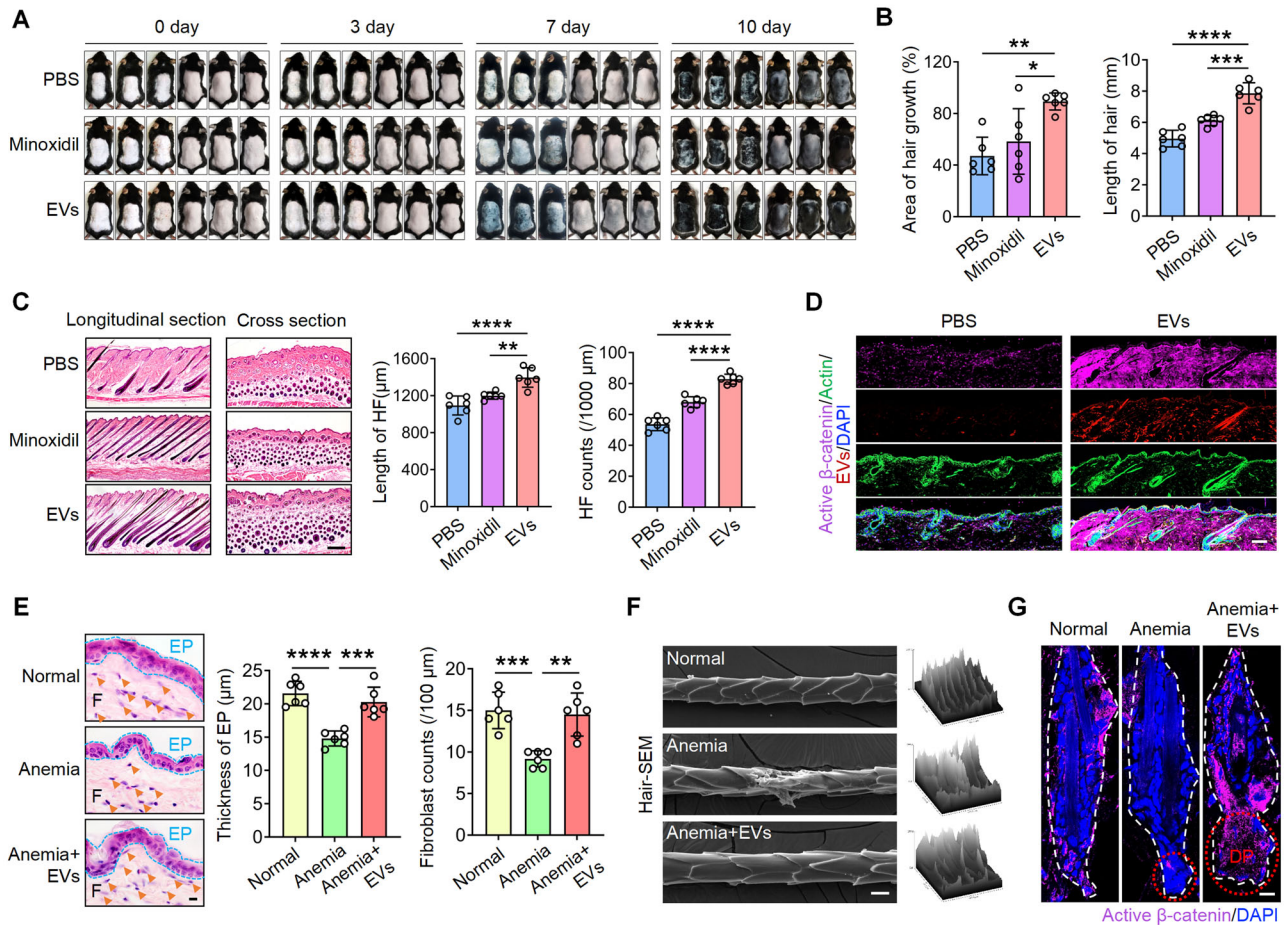 A
0 day
3 day
7 day
10 day
PBS
Minoxidil
EVs
B
Area of hair growth (%)
120
80
40
0
**
*
PBS
Minoxidil
EVs
Length of hair (mm)
10
8
6
4
2
0
****
***
PBS
Minoxidil
EVs
C
Longitudinal section
Cross section
PBS
Minoxidil
EVs
Length of HF(μm)
1600
1200
800
400
0
****
**
PBS
Minoxidil
EVs
HF counts (/1000 μm)
100
80
60
40
20
0
****
****
PBS
Minoxidil
EVs
D
PBS
EVs
Active β-catenin/Actin/
EVs/DAPI
E
Normal
EP
F
Anemia
EP
F
Anemia+
EVs
EP
F
Thickness of EP (μm)
25
20
15
10
5
0
****
***
Normal
Anemia
Anemia+
EVs
Fibroblast counts (/100 μm)
20
15
10
5
0
***
**
Normal
Anemia
Anemia+
EVs
F
Hair-SEM
Normal
Anemia
Anemia+EVs
G
Normal
Anemia
Anemia+
EVs
DP
Active β-catenin/DAPI